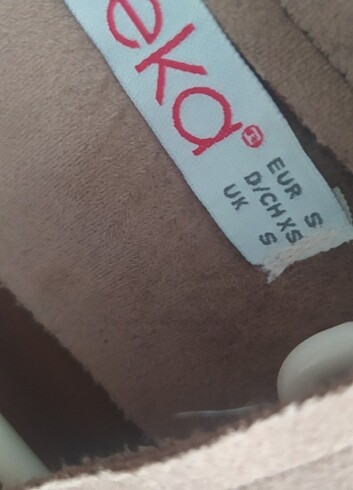 eka®
EUR S
D/CH XS
UK S